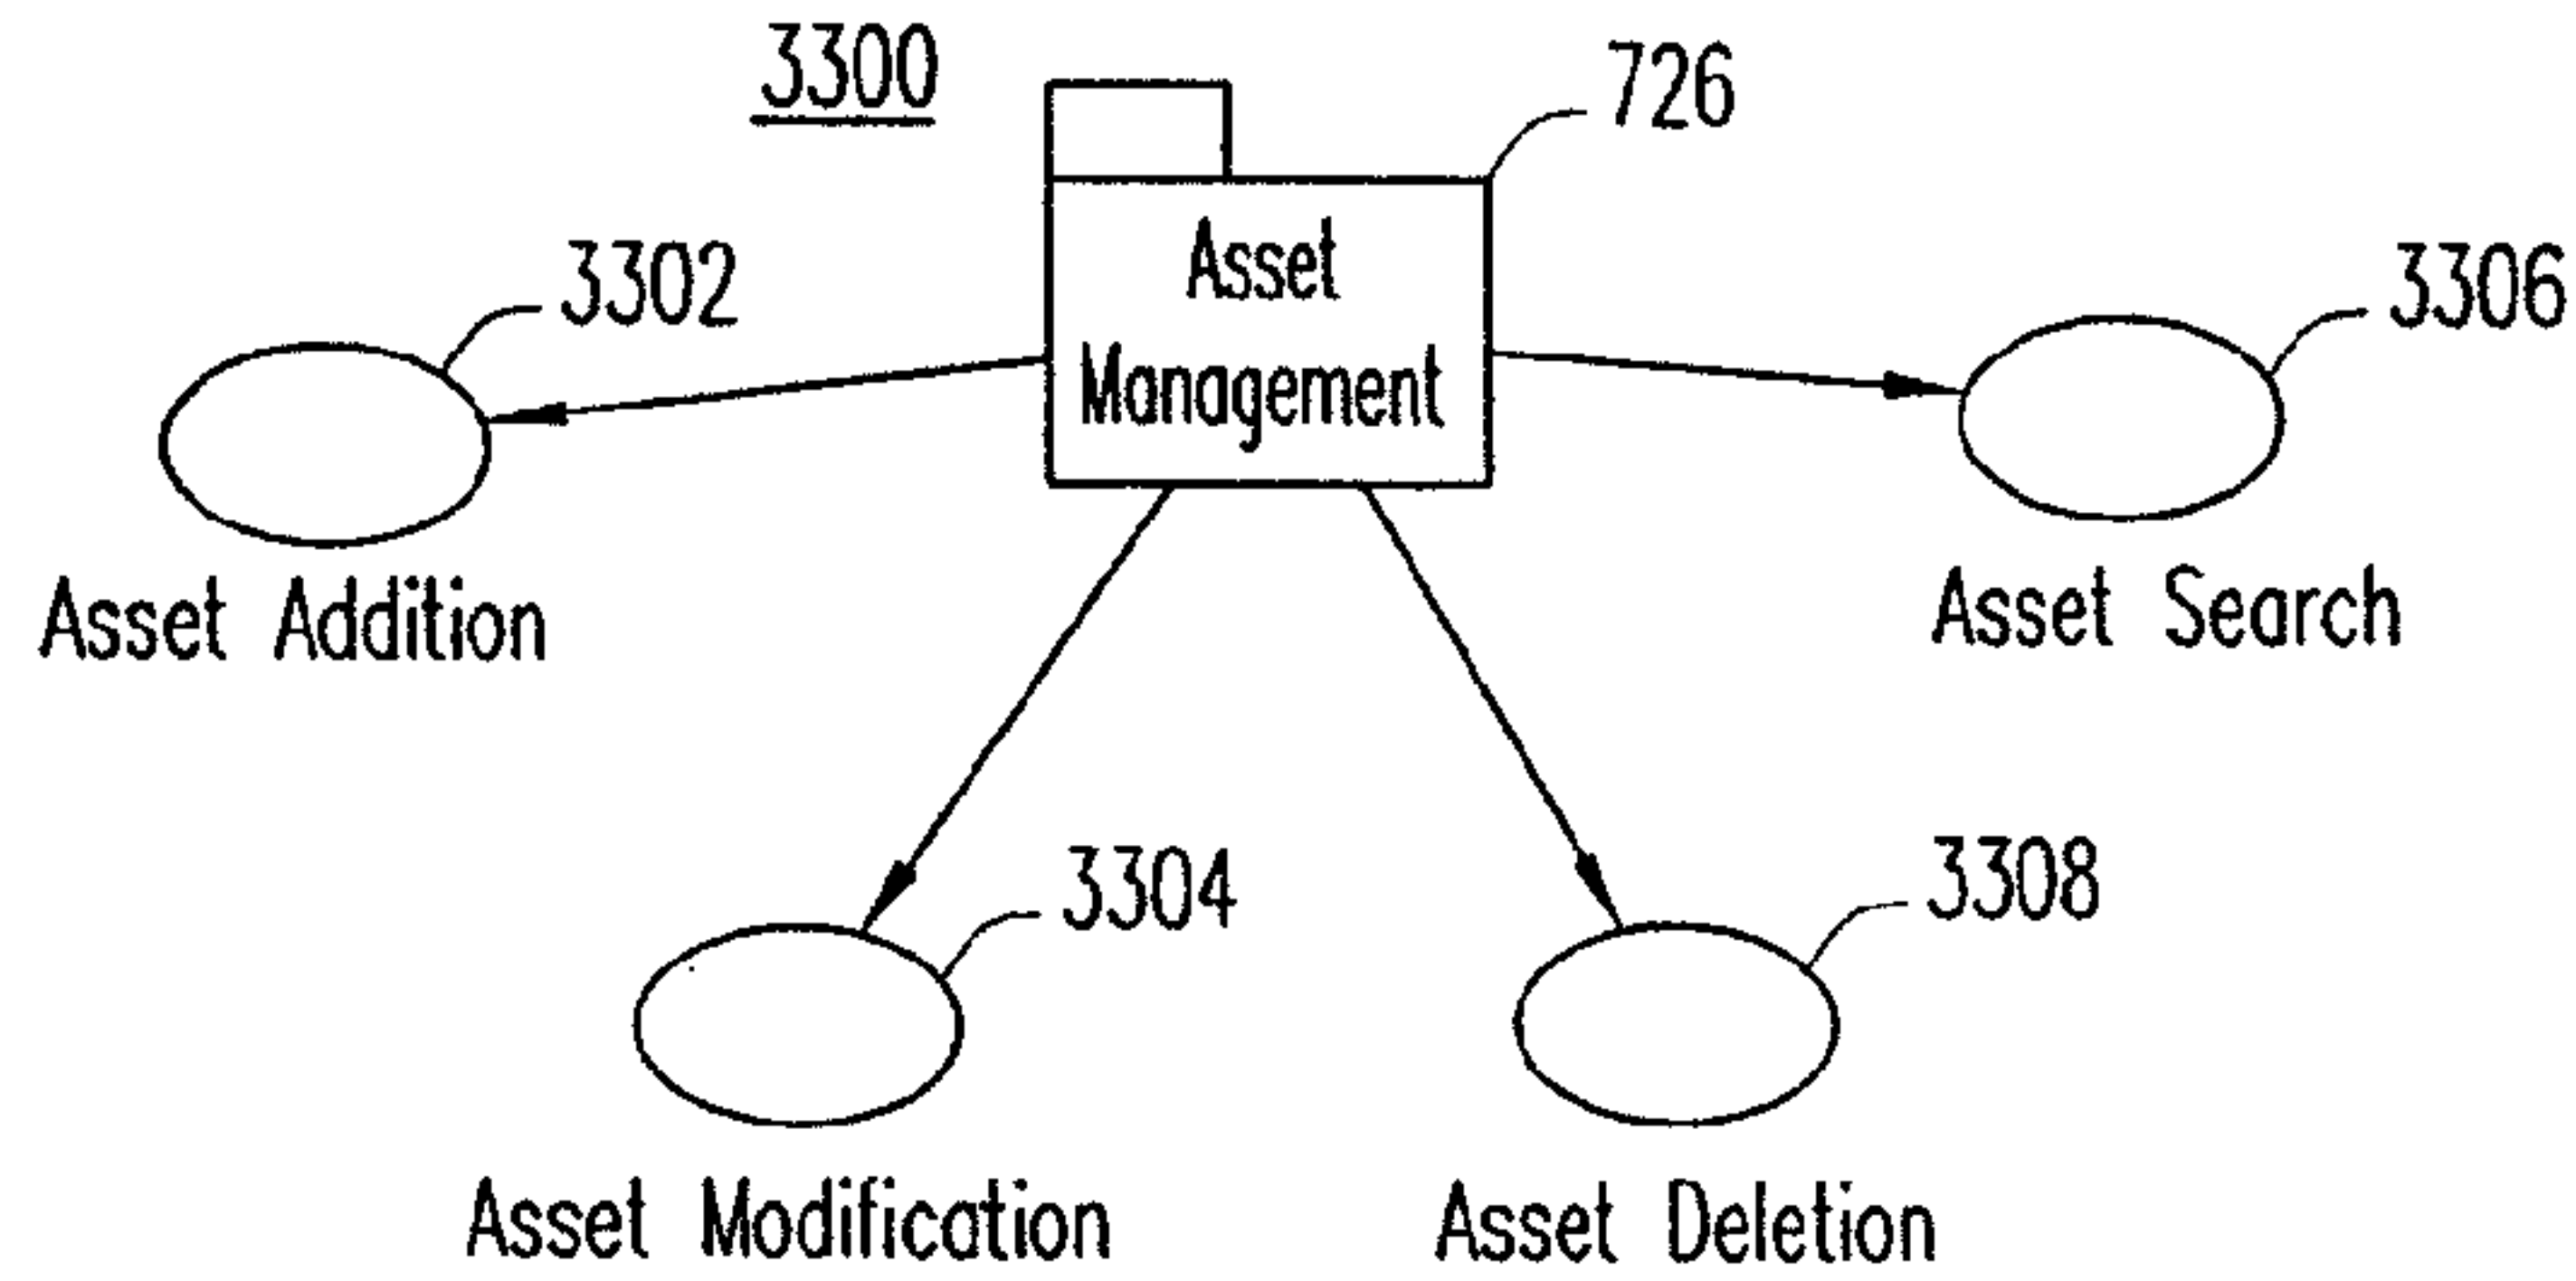 3300
726
Asset
Management
3302
3306
Asset Addition
Asset Search
3304
3308
Asset Modification
Asset Deletion